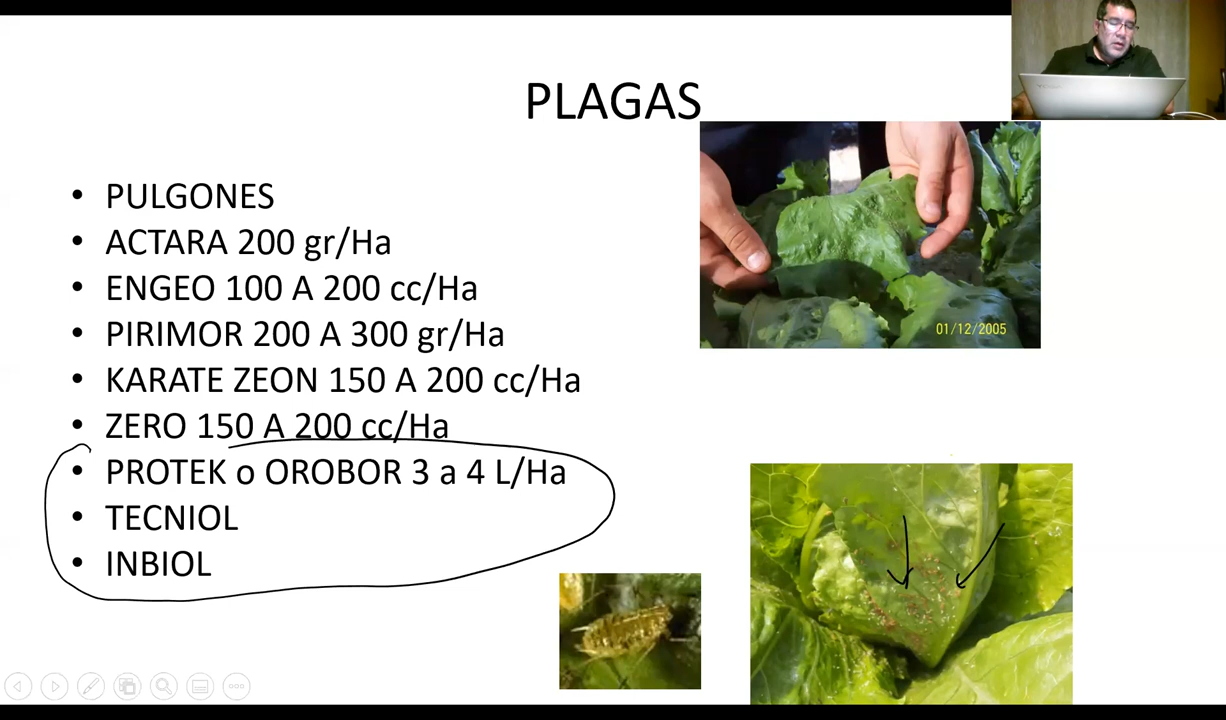 PLAGAS
• PULGONES
• ACTARA 200 gr/Ha
• ENGEO 100 A 200 cc/Ha
• PIRIMOR 200 A 300 gr/Ha
• KARATE ZEON 150 A 200 cc/Ha
• ZERO 150 A 200 cc/Ha
• PROTEK o OROBOR 3 a 4 L/Ha
• TECNIOL
• INBIOL
01/12/2005